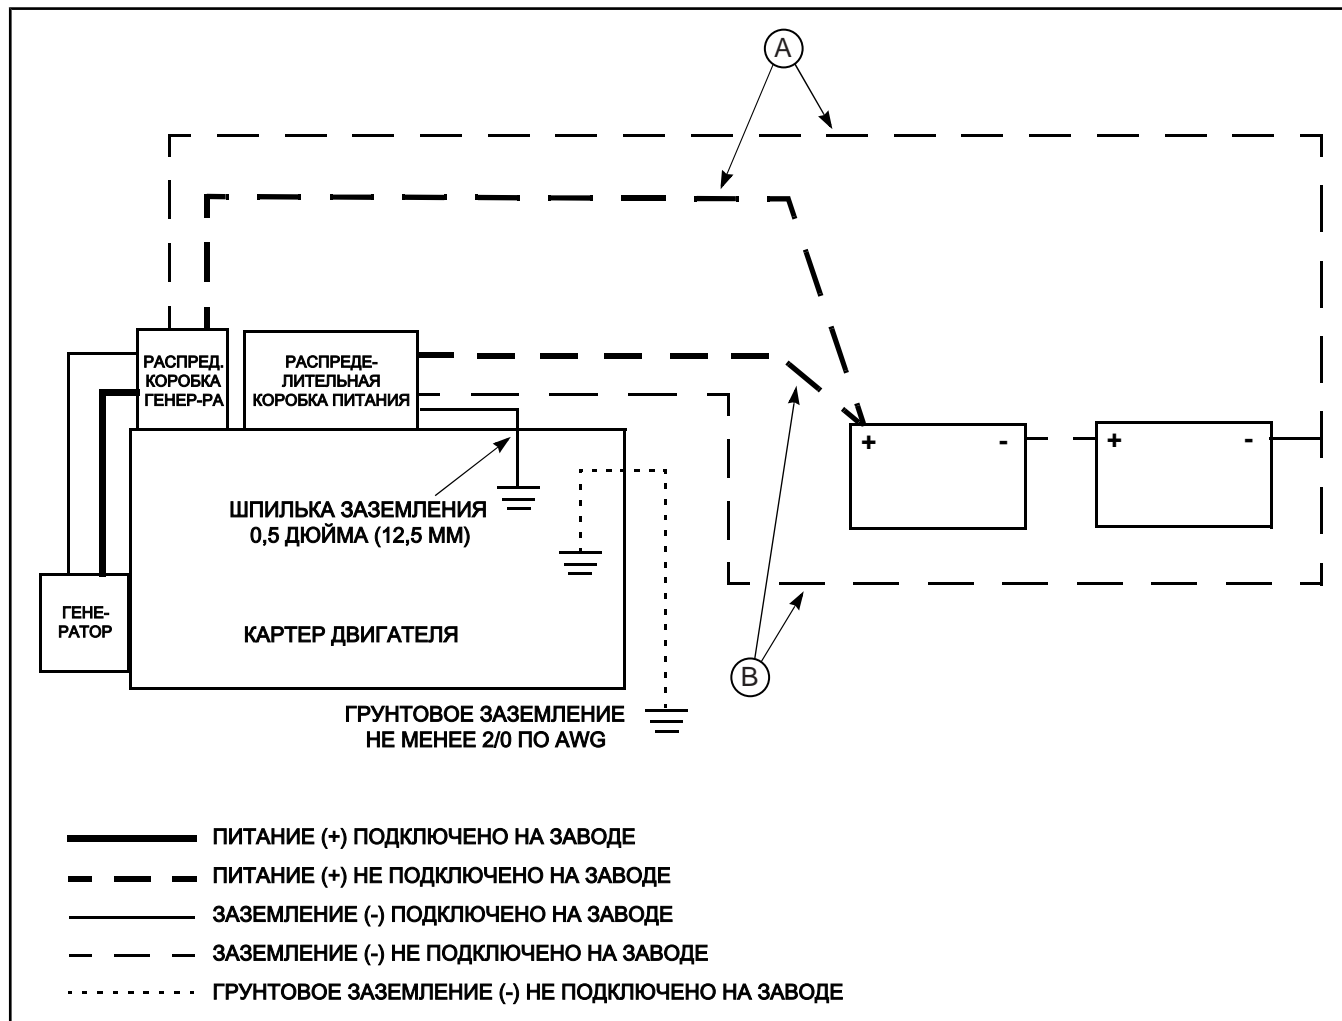 A
РАСПРЕД.
КОРОБКА
ГЕНЕР-РА
РАСПРЕДЕ-
ЛИТЕЛЬНАЯ
КОРОБКА ПИТАНИЯ
+ -
+ -
ШПИЛЬКА ЗАЗЕМЛЕНИЯ
0,5 ДЮЙМА (12,5 ММ)
ГЕНЕ-
РАТОР
КАРТЕР ДВИГАТЕЛЯ
B
ГРУНТОВОЕ ЗАЗЕМЛЕНИЕ
НЕ МЕНЕЕ 2/0 ПО AWG
ПИТАНИЕ (+) ПОДКЛЮЧЕНО НА ЗАВОДЕ
ПИТАНИЕ (+) НЕ ПОДКЛЮЧЕНО НА ЗАВОДЕ
ЗАЗЕМЛЕНИЕ (-) ПОДКЛЮЧЕНО НА ЗАВОДЕ
ЗАЗЕМЛЕНИЕ (-) НЕ ПОДКЛЮЧЕНО НА ЗАВОДЕ
ГРУНТОВОЕ ЗАЗЕМЛЕНИЕ (-) НЕ ПОДКЛЮЧЕНО НА ЗАВОДЕ